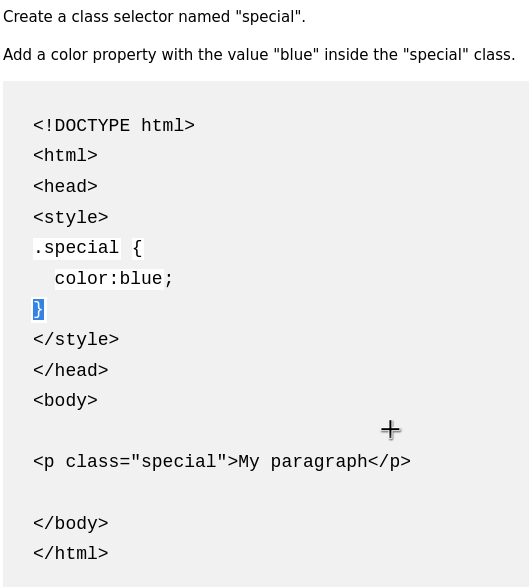 Create a class selector named "special".
Add a color property with the value "blue" inside the "special" class.
<!DOCTYPE html>
<html>
<head>
<style>
.special {
  color:blue;
}
</style>
</head>
<body>
<p class="special">My paragraph</p>
</body>
</html>